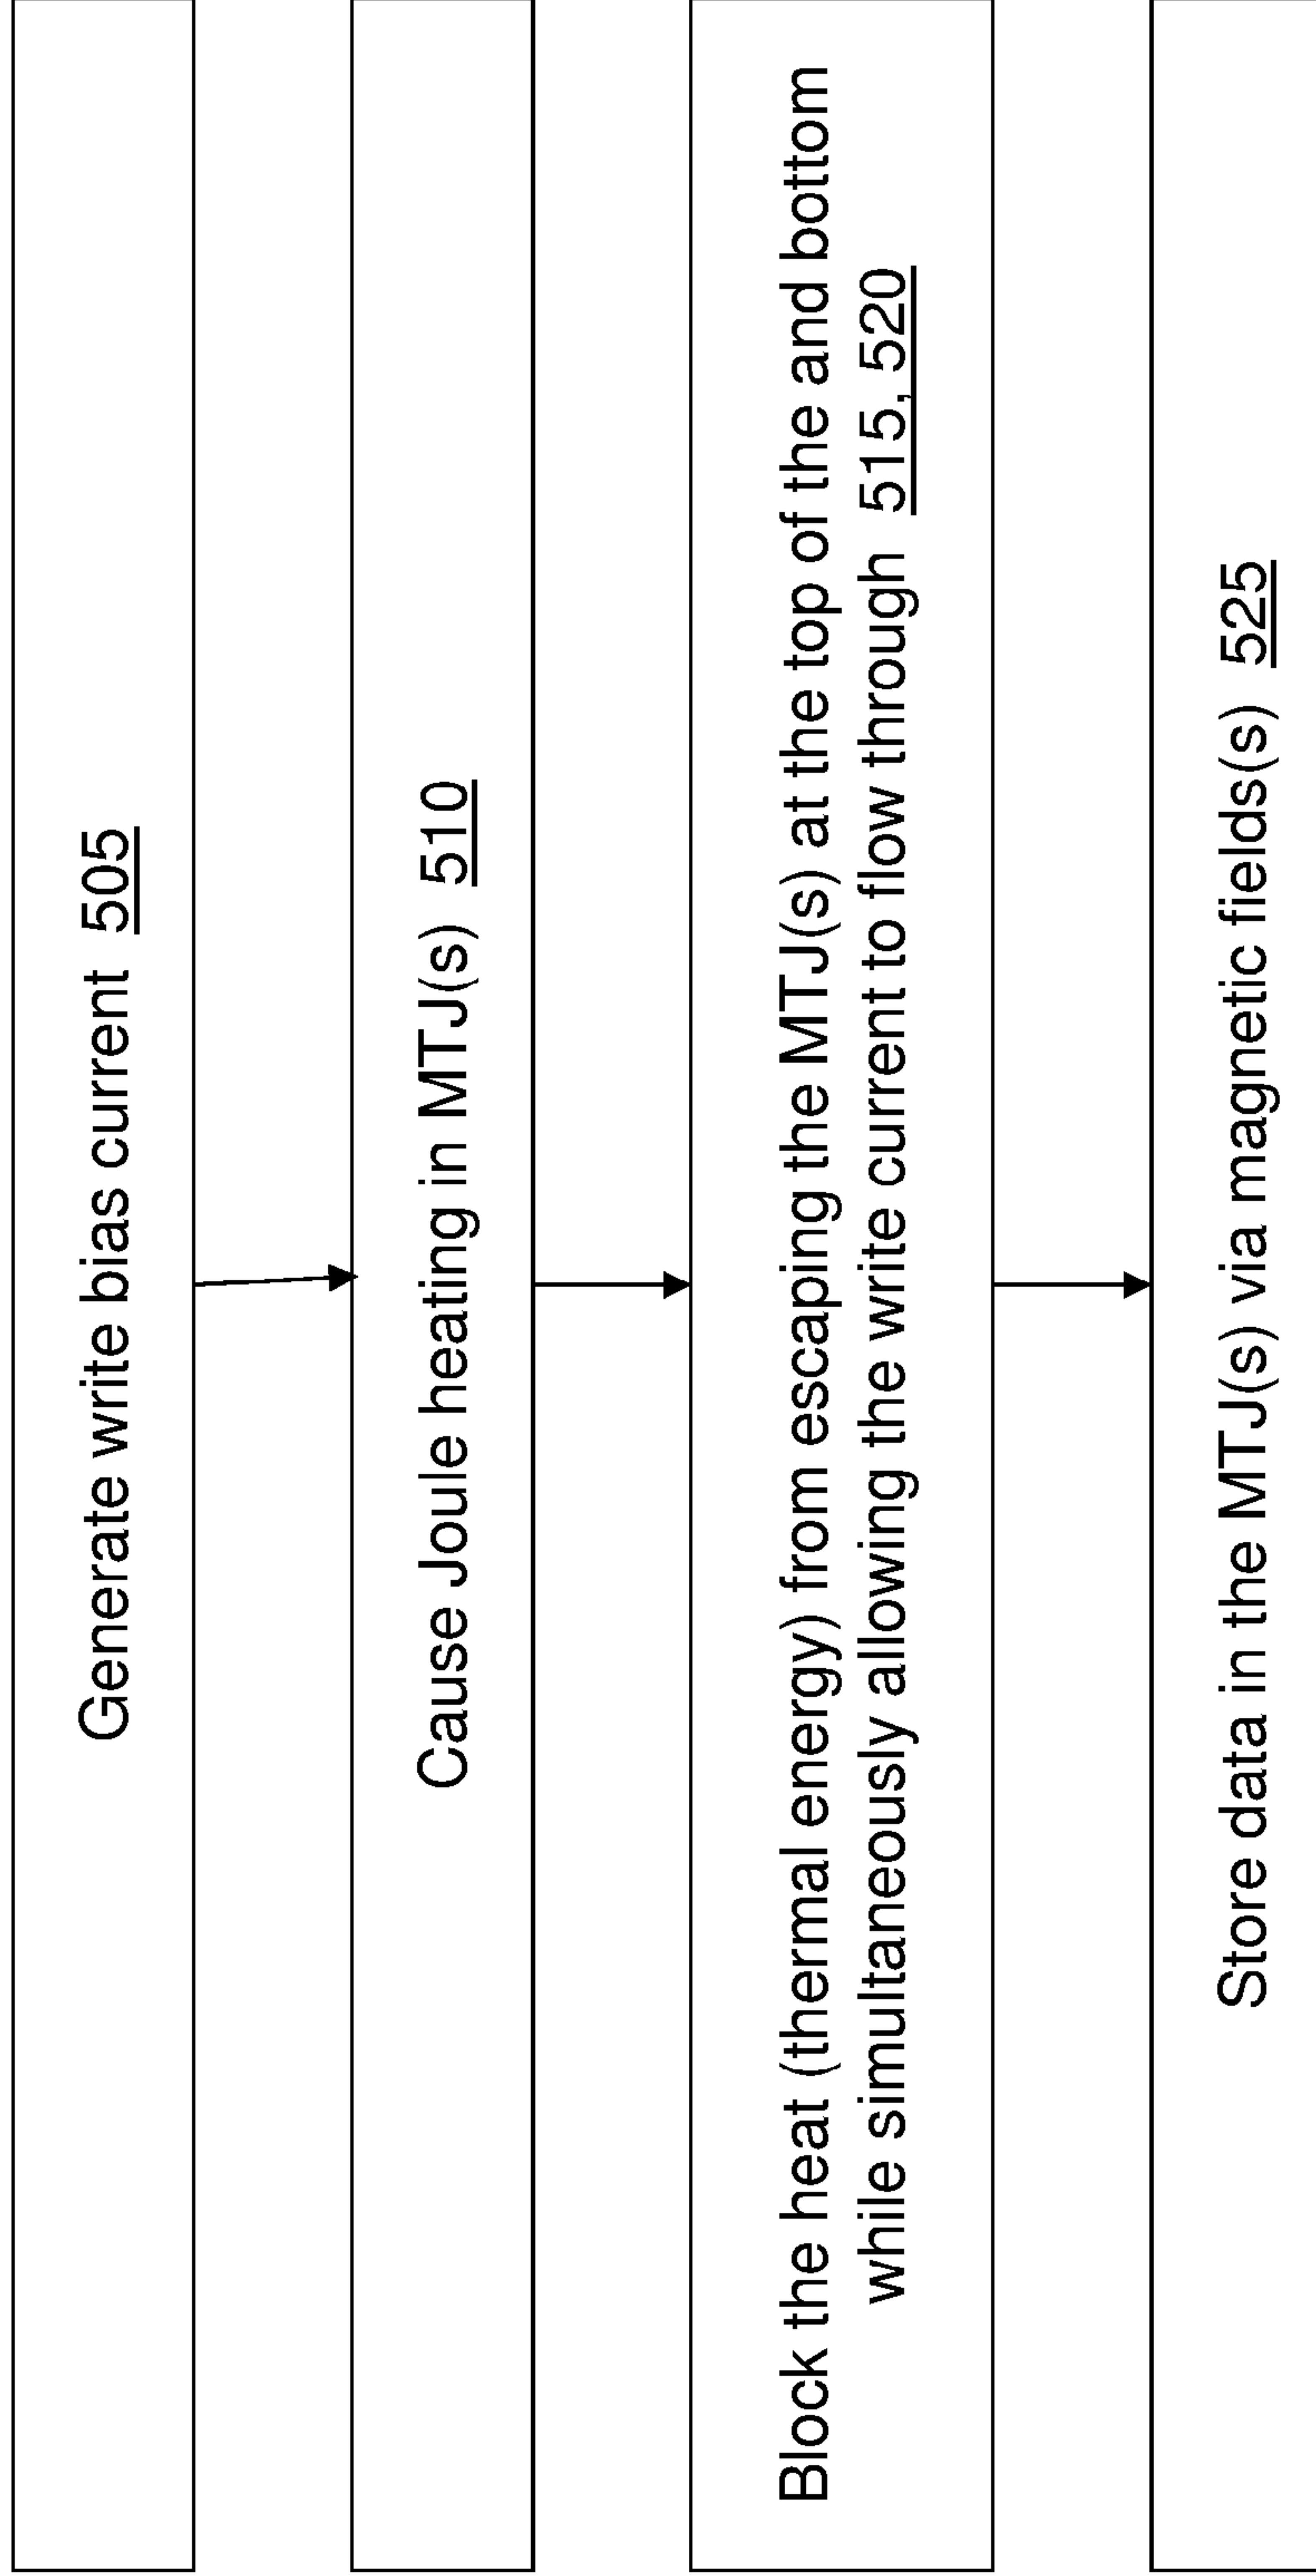 Generate write bias current 505
Cause Joule heating in MTJ(s) 510
Block the heat (thermal energy) from escaping the MTJ(s) at the top of the and bottom
while simultaneously allowing the write current to flow through 515, 520
Store data in the MTJ(s) via magnetic fields(s) 525